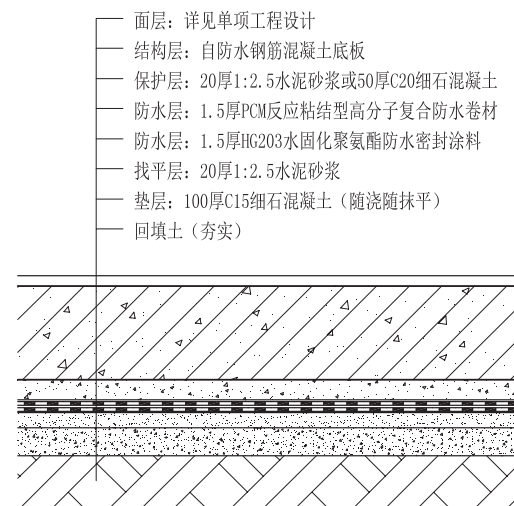 面层：详见单项工程设计
结构层：自防水钢筋混凝土底板
保护层：20厚1:2.5水泥砂浆或50厚C20细石混凝土
防水层：1.5厚PCM反应粘结型高分子复合防水卷材
防水层：1.5厚HG203水固化聚氨酯防水密封涂料
找平层：20厚1:2.5水泥砂浆
垫层：100厚C15细石混凝土（随浇随抹平）
回填土（夯实）